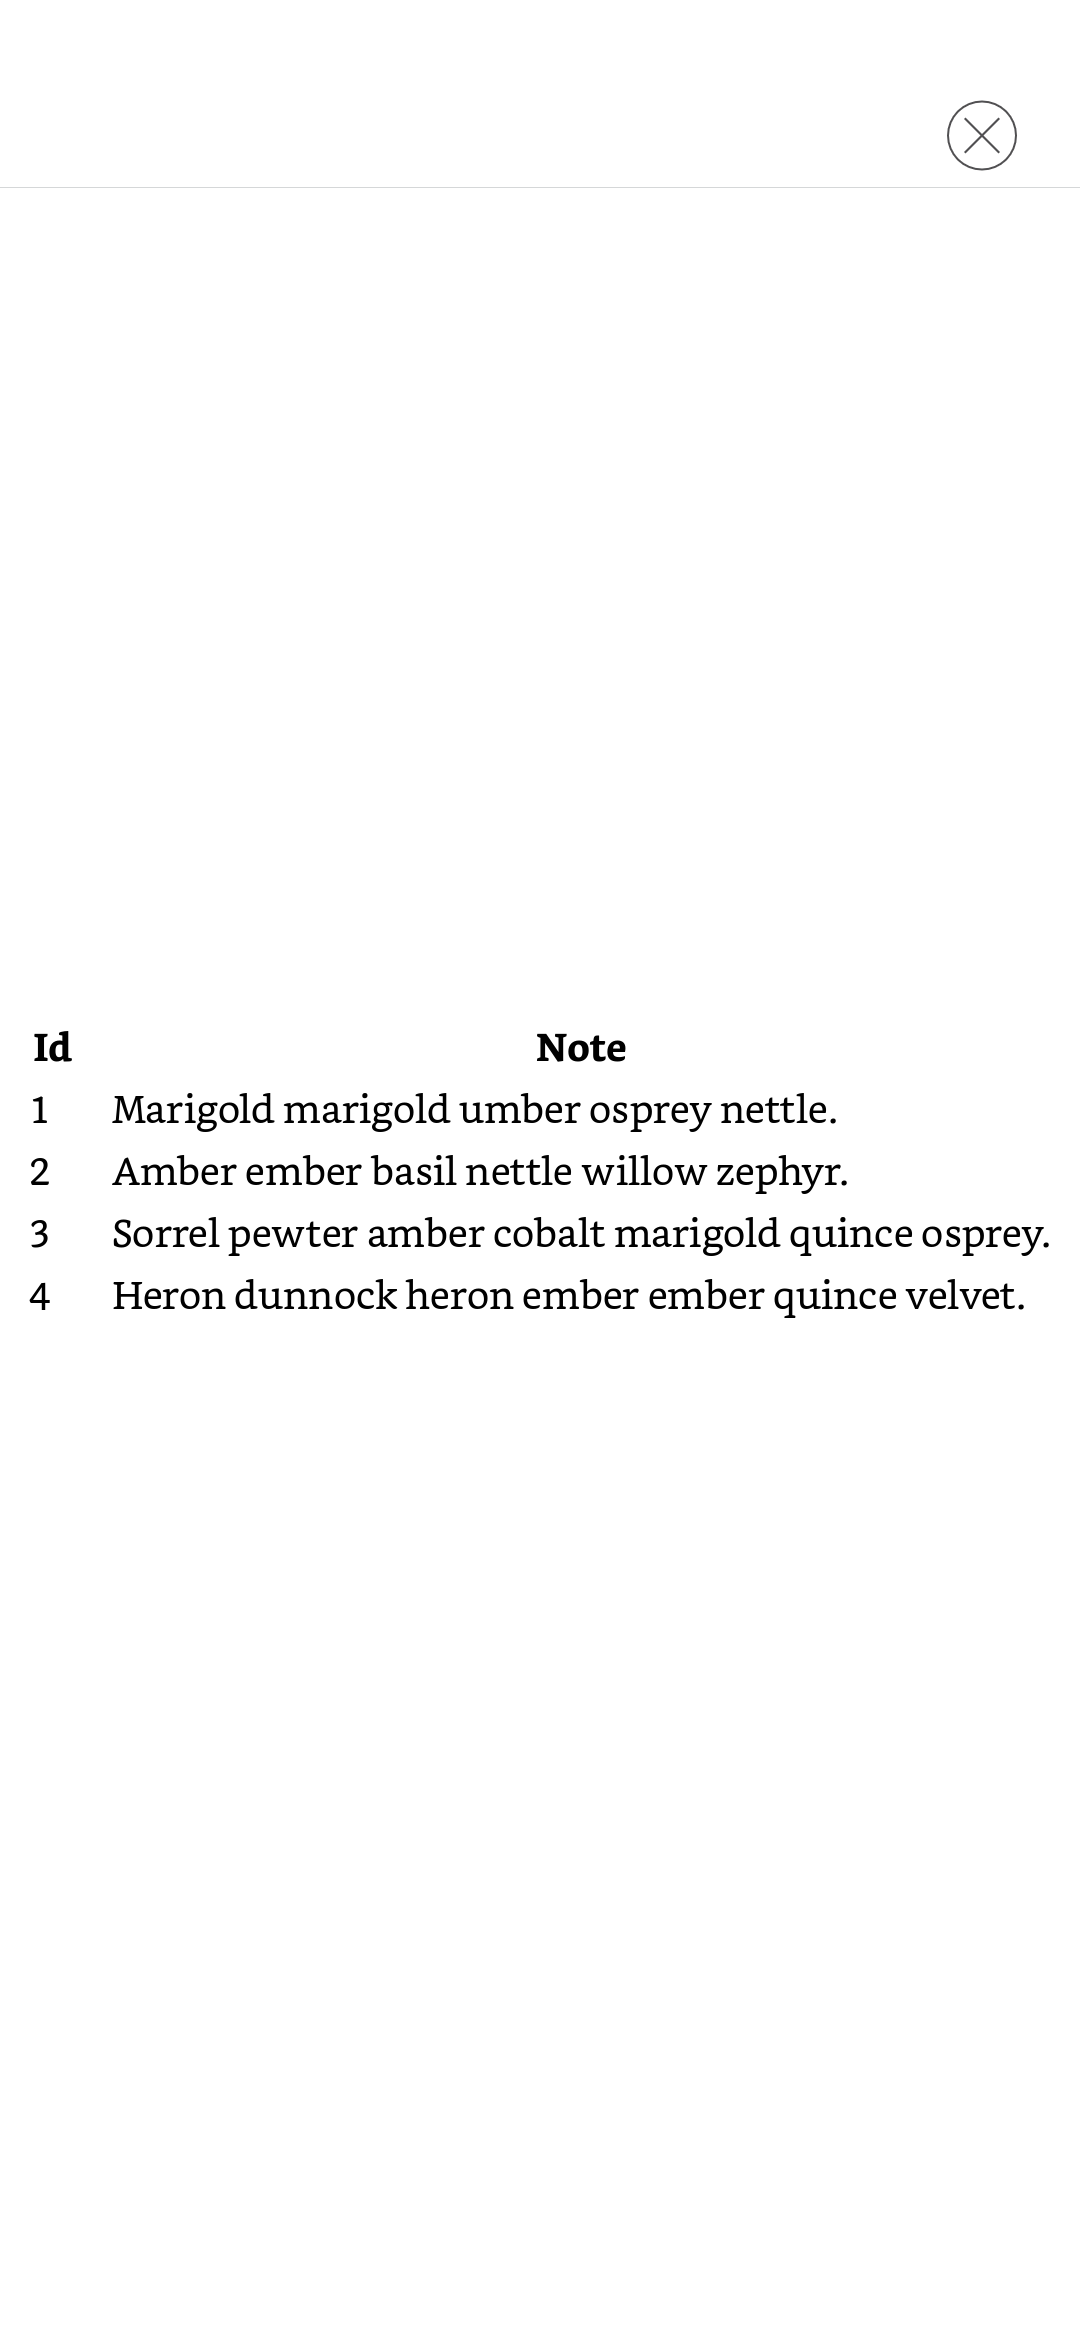 Id Note
1 Marigold marigold umber osprey nettle.
2 Amber ember basil nettle willow zephyr.
3 Sorrel pewter amber cobalt marigold quince osprey.
4 Heron dunnock heron ember ember quince velvet.